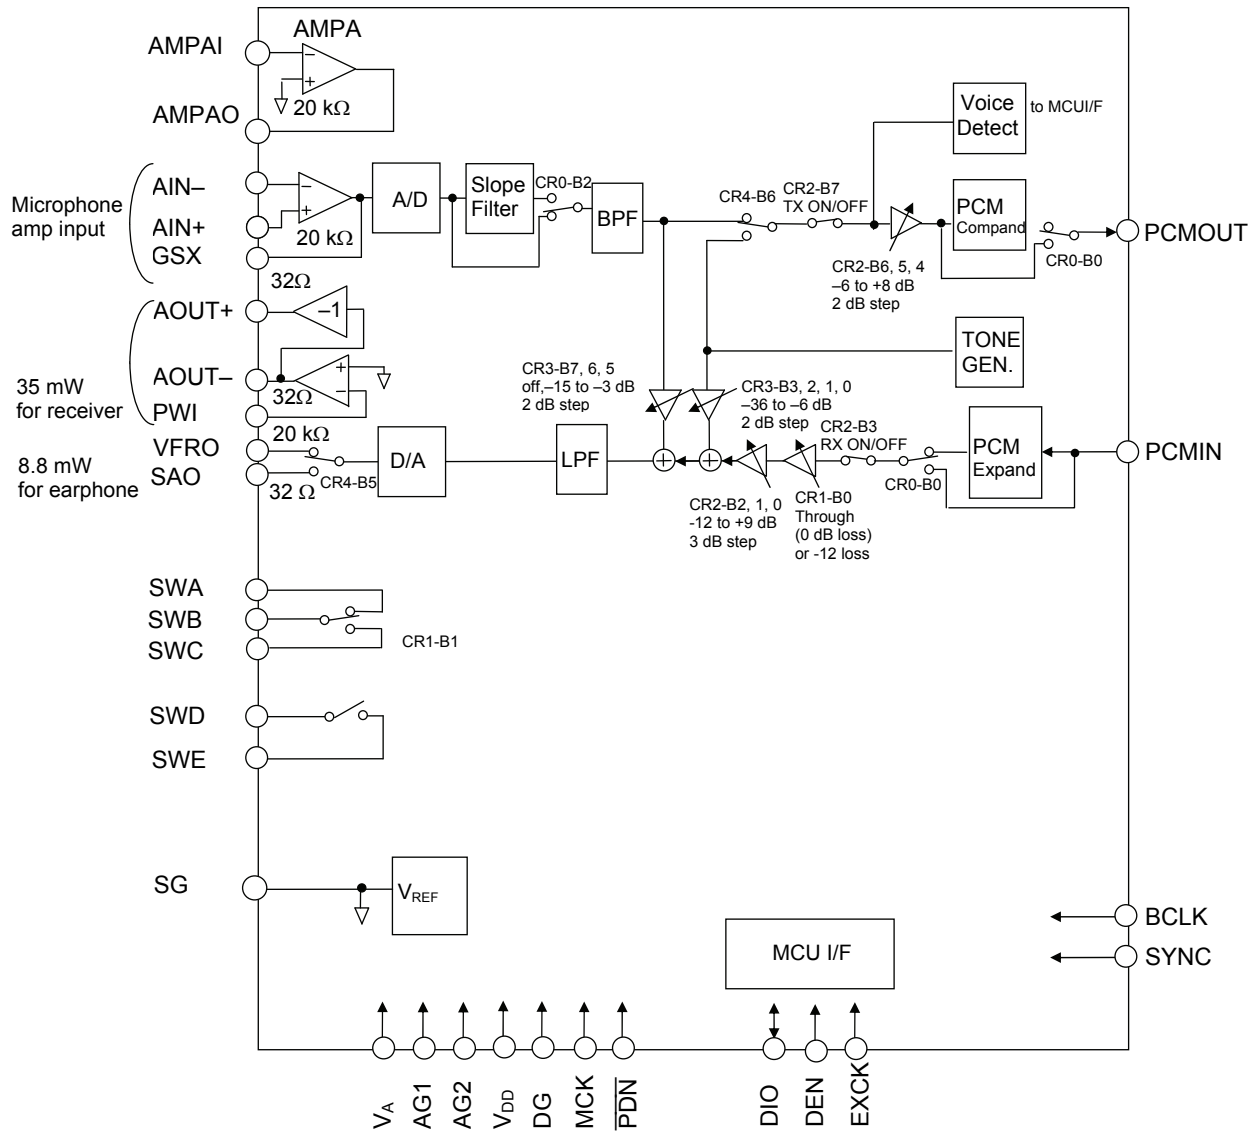 AMPAI
AMPA
−
+
20 kΩ
AMPAO
Voice
Detect
to MCUI/F
Microphone
amp input
AIN–
AIN+
GSX
−
+
20 kΩ
A/D
Slope
Filter
CR0-B2
BPF
CR4-B6
CR2-B7
TX ON/OFF
PCM
Compand
CR0-B0
PCMOUT
CR2-B6, 5, 4
–6 to +8 dB
2 dB step
32Ω
AOUT+
–1
AOUT–
+
−
32Ω
PWI
35 mW
for receiver
TONE
GEN.
CR3-B7, 6, 5
off,–15 to –3 dB
2 dB step
CR3-B3, 2, 1, 0
–36 to –6 dB
2 dB step
CR2-B3
RX ON/OFF
VFRO
20 kΩ
SAO
32 Ω
8.8 mW
for earphone
CR4-B5
D/A
LPF
+
+
CR0-B0
PCM
Expand
PCMIN
CR2-B2, 1, 0
-12 to +9 dB
3 dB step
CR1-B0
Through
(0 dB loss)
or -12 loss
SWA
SWB
SWC
CR1-B1
SWD
SWE
SG
VREF
MCU I/F
BCLK
SYNC
VA
AG1
AG2
VDD
DG
MCK
PDN
DIO
DEN
EXCK